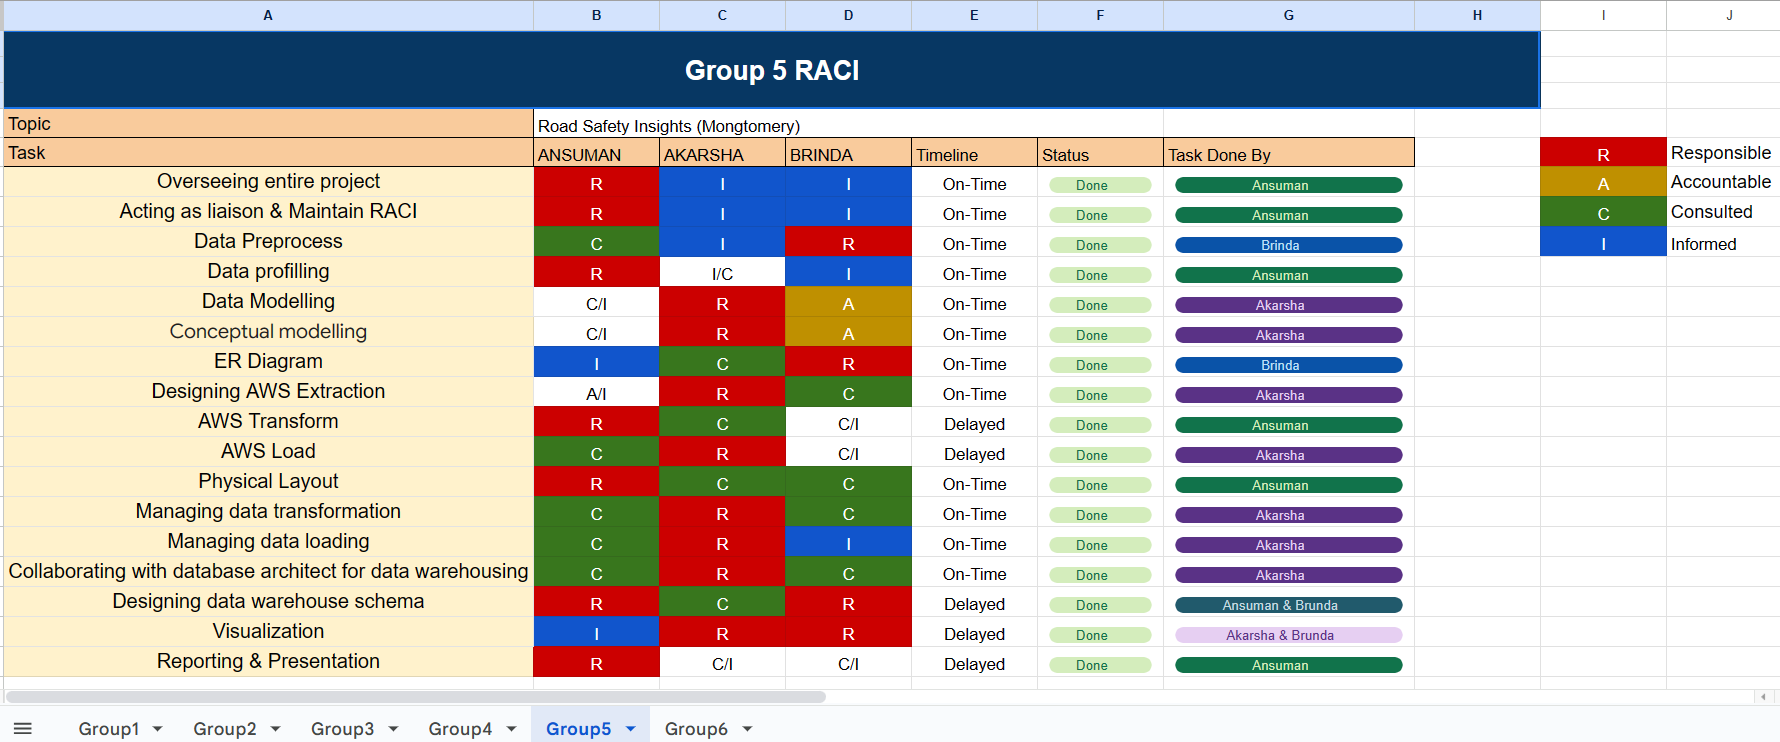 A B C D E F G H I J
Group 5 RACI
Topic Road Safety Insights (Mongtomery)
Task ANSUMAN AKARSHA BRINDA Timeline Status Task Done By R Responsible
Overseeing entire project R I I On-Time Done Ansuman A Accountable
Acting as liaison & Maintain RACI R I I On-Time Done Ansuman C Consulted
Data Preprocess C I R On-Time Done Brinda I Informed
Data profilling R I/C I On-Time Done Ansuman
Data Modelling C/I R A On-Time Done Akarsha
Conceptual modelling C/I R A On-Time Done Akarsha
ER Diagram I C R On-Time Done Brinda
Designing AWS Extraction A/I R C On-Time Done Akarsha
AWS Transform R C C/I Delayed Done Ansuman
AWS Load C R C/I Delayed Done Akarsha
Physical Layout R C C On-Time Done Ansuman
Managing data transformation C R C On-Time Done Akarsha
Managing data loading C R I On-Time Done Akarsha
Collaborating with database architect for data warehousing C R C On-Time Done Akarsha
Designing data warehouse schema R C R Delayed Done Ansuman & Brunda
Visualization I R R Delayed Done Akarsha & Brunda
Reporting & Presentation R C/I C/I Delayed Done Ansuman
Group1 Group2 Group3 Group4 Group5 Group6